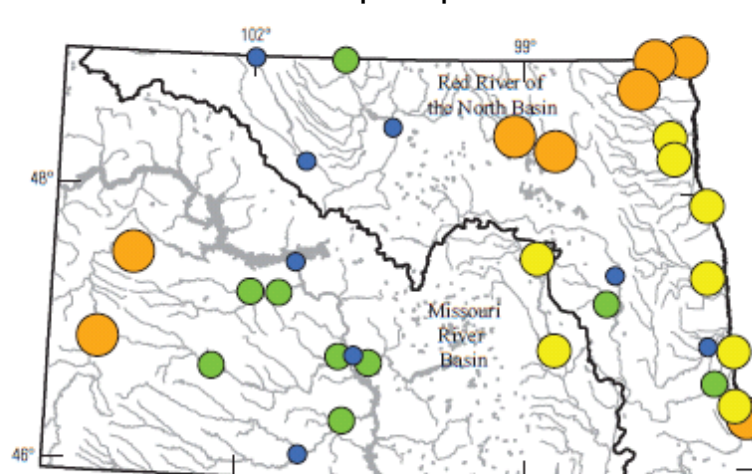 102°
99°
Red River of
the North Basin
48°
Missouri
River
Basin
46°